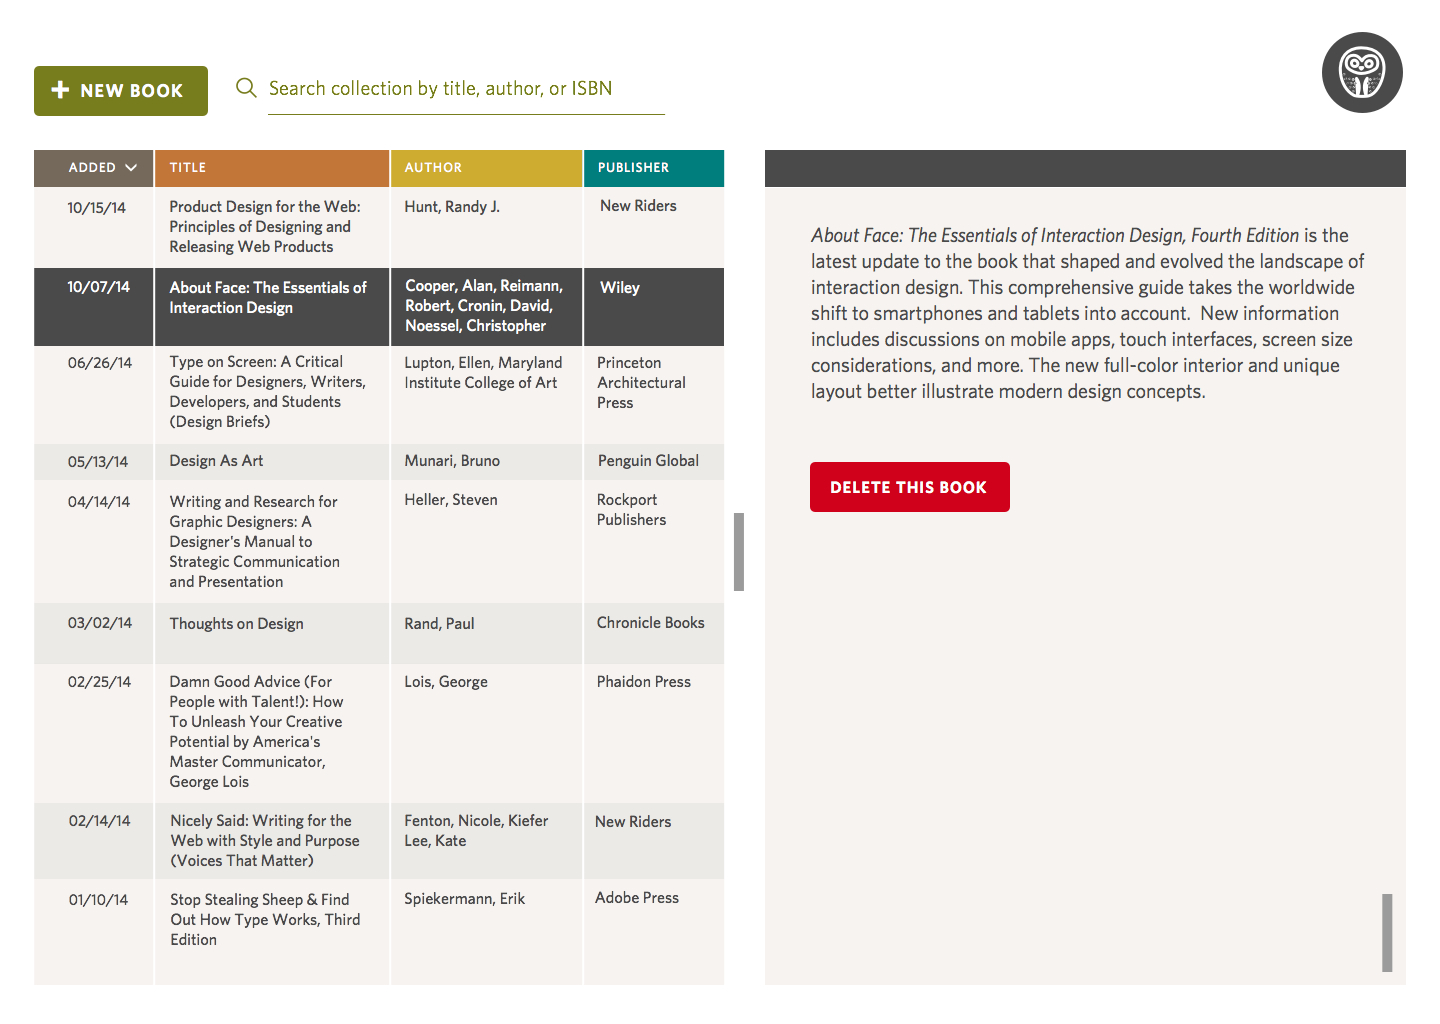 NEW BOOK
Search collection by title, author, or ISBN
ADDED TITLE AUTHOR PUBLISHER
10/15/14
Product Design for the Web:
Principles of Designing and
Releasing Web Products
Hunt, Randy J.
New Riders
10/07/14
About Face: The Essentials of
Interaction Design
Cooper, Alan, Reimann,
Robert, Cronin, David,
Noessel, Christopher
Wiley
06/26/14
Type on Screen: A Critical
Guide for Designers, Writers,
Developers, and Students
(Design Briefs)
Lupton, Ellen, Maryland
Institute College of Art
Princeton
Architectural
Press
05/13/14
Design As Art
Munari, Bruno
Penguin Global
04/14/14
Writing and Research for
Graphic Designers: A
Designer's Manual to
Strategic Communication
and Presentation
Heller, Steven
Rockport
Publishers
03/02/14
Thoughts on Design
Rand, Paul
Chronicle Books
02/25/14
Damn Good Advice (For
People with Talent!): How
To Unleash Your Creative
Potential by America's
Master Communicator,
George Lois
Lois, George
Phaidon Press
02/14/14
Nicely Said: Writing for the
Web with Style and Purpose
(Voices That Matter)
Fenton, Nicole, Kiefer
Lee, Kate
New Riders
01/10/14
Stop Stealing Sheep & Find
Out How Type Works, Third
Edition
Spiekermann, Erik
Adobe Press
About Face: The Essentials of Interaction Design, Fourth Edition is the
latest update to the book that shaped and evolved the landscape of
interaction design. This comprehensive guide takes the worldwide
shift to smartphones and tablets into account.  New information
includes discussions on mobile apps, touch interfaces, screen size
considerations, and more. The new full-color interior and unique
layout better illustrate modern design concepts.
DELETE THIS BOOK